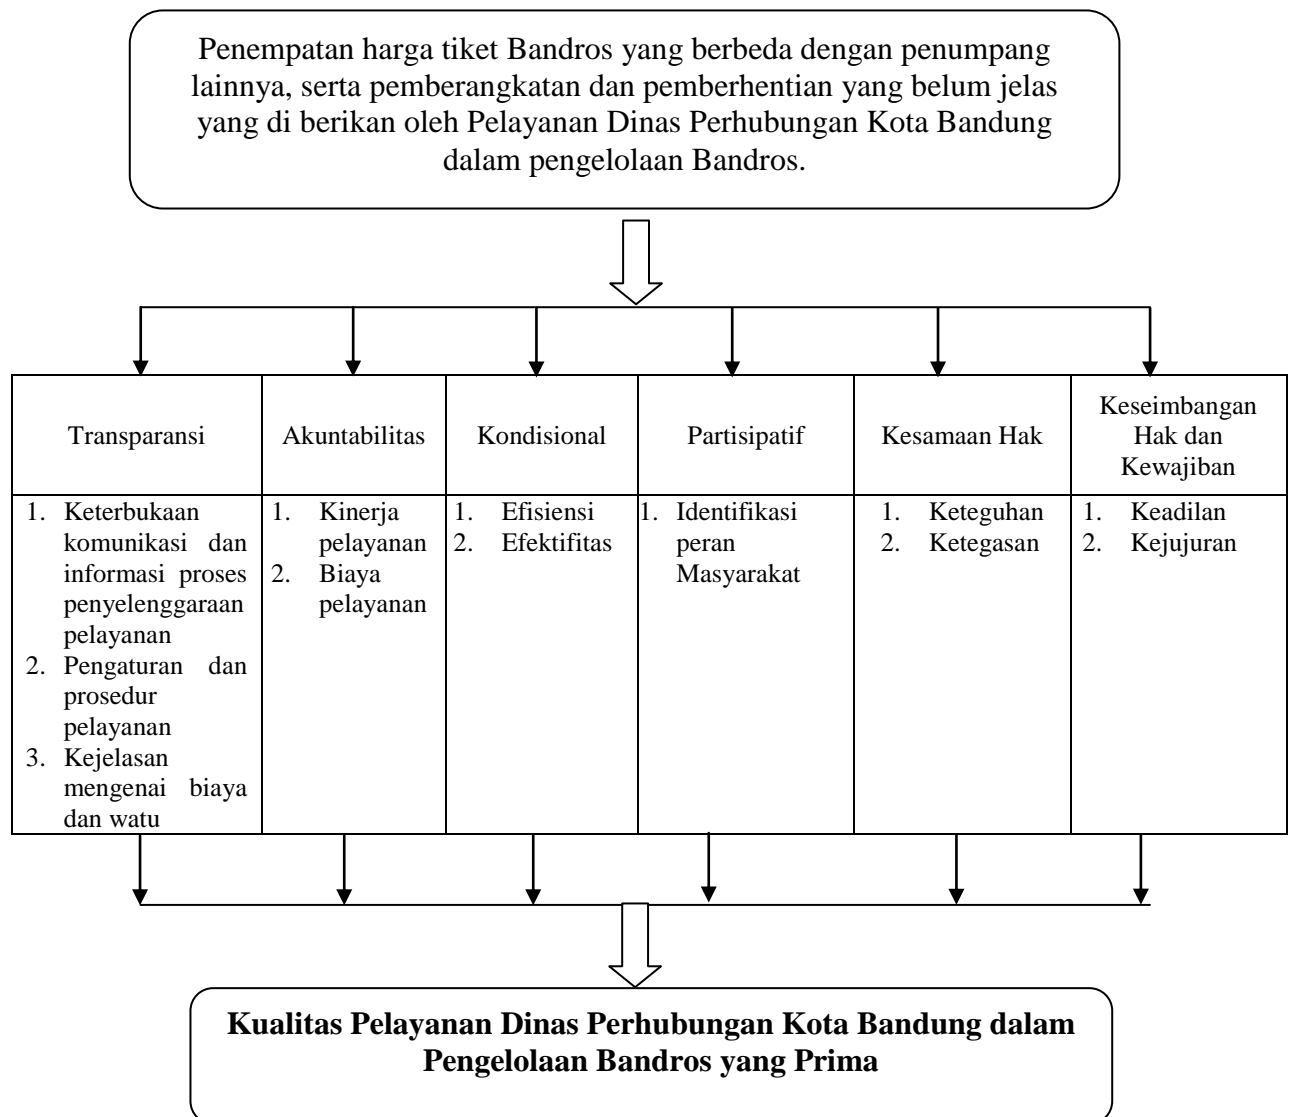 Penempatan harga tiket Bandros yang berbeda dengan penumpang
lainnya, serta pemberangkatan dan pemberhentian yang belum jelas
yang di berikan oleh Pelayanan Dinas Perhubungan Kota Bandung
dalam pengelolaan Bandros.
Transparansi
Akuntabilitas
Kondisional
Partisipatif
Kesamaan Hak
Keseimbangan
Hak dan
Kewajiban
1. Keterbukaan
komunikasi dan
informasi proses
penyelenggaraan
pelayanan
2. Pengaturan dan
prosedur
pelayanan
3. Kejelasan
mengenai biaya
dan watu
1. Kinerja
pelayanan
2. Biaya
pelayanan
1. Efisiensi
2. Efektifitas
1. Identifikasi
peran
Masyarakat
1. Keteguhan
2. Ketegasan
1. Keadilan
2. Kejujuran
Kualitas Pelayanan Dinas Perhubungan Kota Bandung dalam
Pengelolaan Bandros yang Prima